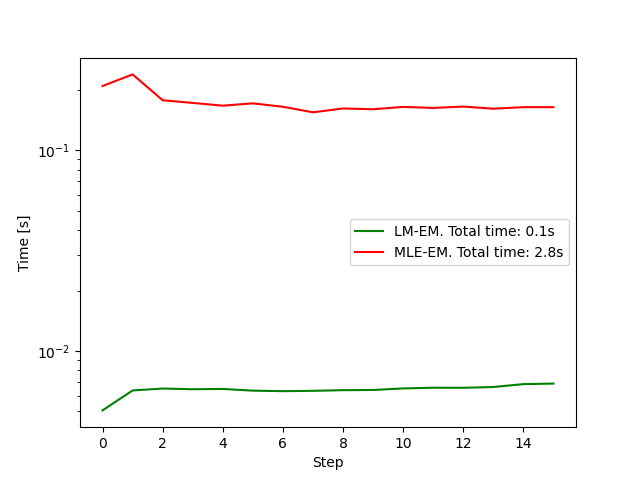 Time [s]
10⁻¹
10⁻²
LM-EM. Total time: 0.1s
MLE-EM. Total time: 2.8s
0 2 4 6 8 10 12 14
Step